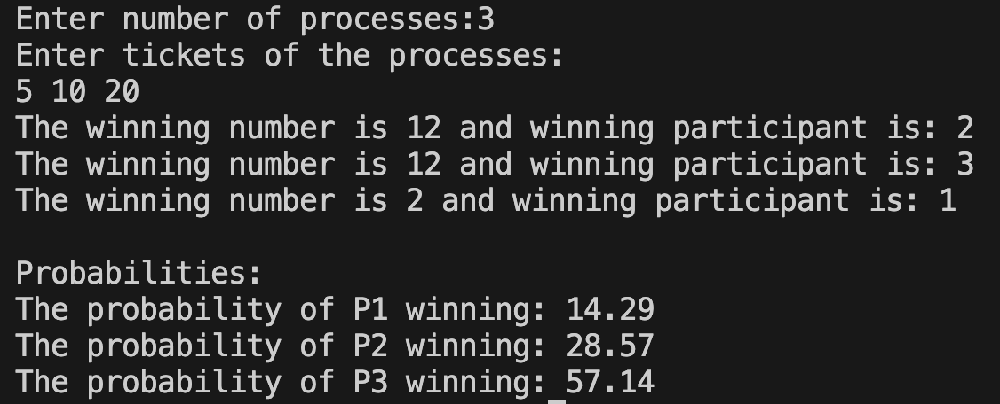 Enter number of processes:3
Enter tickets of the processes:
5 10 20
The winning number is 12 and winning participant is: 2
The winning number is 12 and winning participant is: 3
The winning number is 2 and winning participant is: 1

Probabilities:
The probability of P1 winning: 14.29
The probability of P2 winning: 28.57
The probability of P3 winning: 57.14